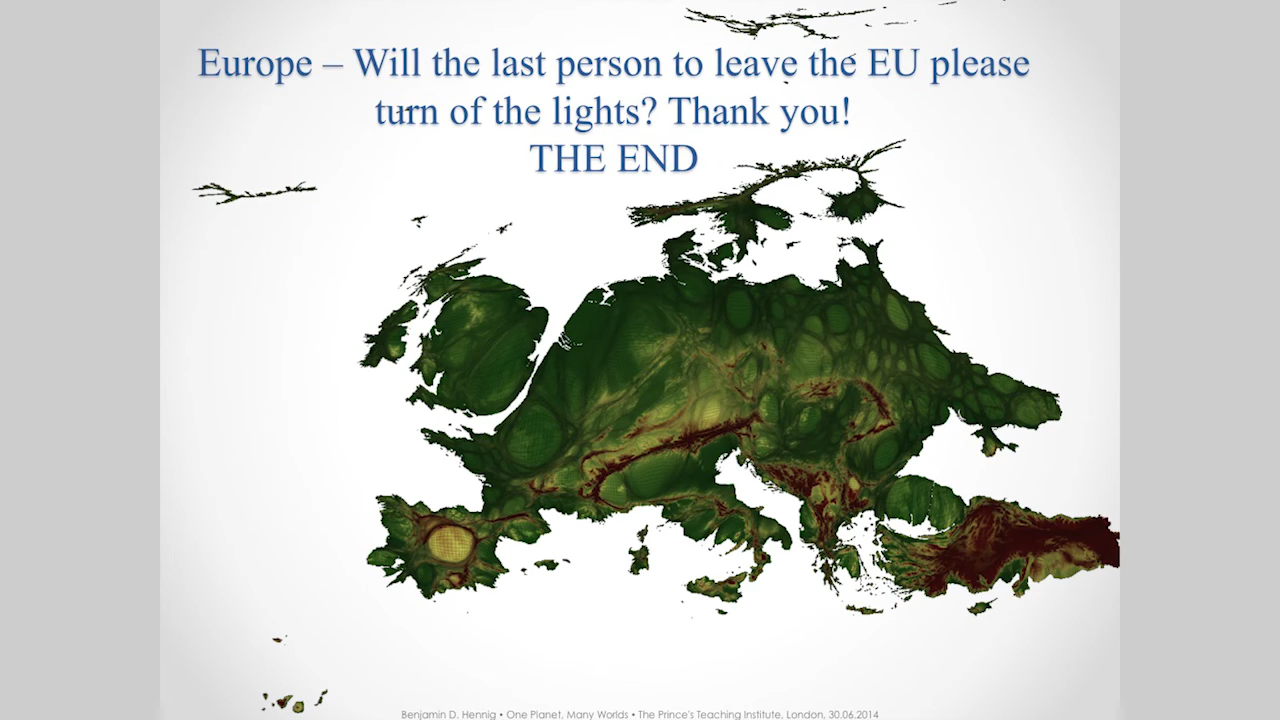 Europe – Will the last person to leave the EU please
turn of the lights? Thank you!
THE END
Benjamin D. Hennig • One Planet, Many Worlds • The Prince's Teaching Institute, London, 30.06.2014